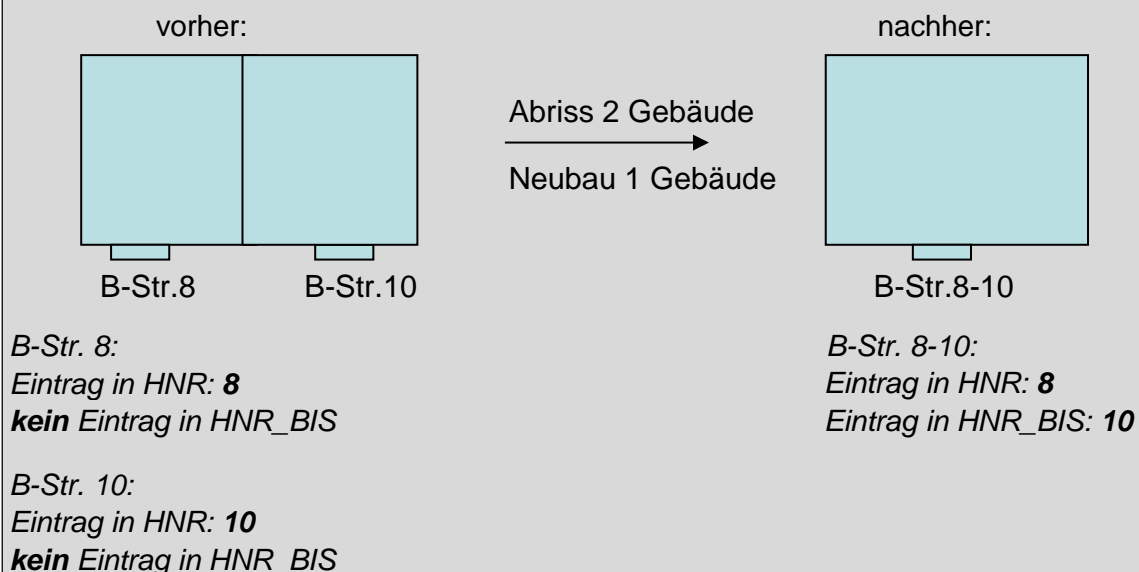 vorher:
nachher:
Abriss 2 Gebäude
Neubau 1 Gebäude
B-Str.8
B-Str.10
B-Str.8-10
B-Str. 8:
Eintrag in HNR: 8
kein Eintrag in HNR_BIS
B-Str. 10:
Eintrag in HNR: 10
kein Eintrag in HNR_BIS
B-Str. 8-10:
Eintrag in HNR: 8
Eintrag in HNR_BIS: 10